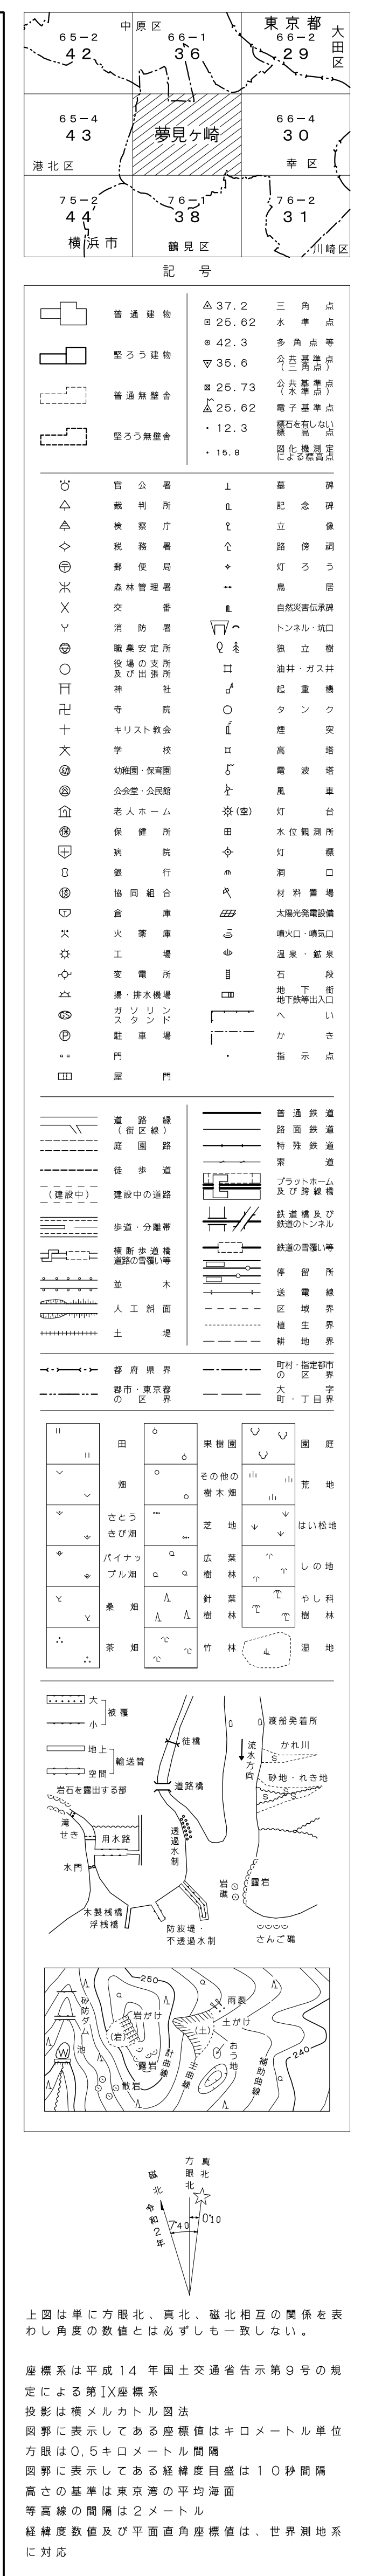 中原区
東京都
大田区
65-2
42
66-1
36
66-2
29
65-4
43
夢見ヶ崎
66-4
30
港北区
幸区
75-2
44
76-1
38
76-2
31
横浜市
鶴見区
川崎区
記号
普通建物
堅ろう建物
普通無壁舎
堅ろう無壁舎
37.2 三角点
25.62 水準点
42.3 多角点等
35.6 公共基準点
(三角点)
25.73 公共基準点
(水準点)
25.62 電子基準点
12.3 標石を有しない
標高点
16.8 図化機測定
による標高点
官公署
裁判所
検察庁
税務署
郵便局
森林管理署
交番
消防署
職業安定所
役場の支所
及び出張所
神社
寺院
キリスト教会
学校
幼 幼稚園・保育園
公 公会堂・公民館
老人ホーム
保 保健所
病院
銀行
協 協同組合
倉庫
火薬庫
工場
変電所
揚・排水機場
GS ガソリン
スタンド
P 駐車場
門
屋門
墓碑
記念碑
立像
路傍祠
灯ろう
鳥居
自然災害伝承碑
トンネル・坑口
独立樹
油井・ガス井
起重機
タンク
煙突
高塔
電波塔
風車
(空) 灯台
水位観測所
灯標
洞口
材料置場
太陽光発電設備
噴火口・噴気口
温泉・鉱泉
石段
地下街
地下鉄等出入口
へい
かき
指示点
道路縁
(街区線)
庭園路
徒歩道
(建設中) 建設中の道路
歩道・分離帯
横断歩道橋
道路の雪覆い等
並木
人工斜面
土堤
普通鉄道
路面鉄道
特殊鉄道
索道
プラットホーム
及び跨線橋
鉄道橋及び
鉄道のトンネル
鉄道の雪覆い等
停留所
送電線
区域界
植生界
耕地界
都府県界
郡市・東京都
の区界
町村・指定都市
の区界
大字
町・丁目界
田
畑
さとう
きび畑
パイナッ
プル畑
桑畑
茶畑
果樹園
その他の
樹木畑
芝地
広葉
樹林
針葉
樹林
竹林
園庭
荒地
はい松地
しの地
やし科
樹林
湿地
大
小
被覆
地上
空間
輸送管
岩石を露出する部
滝
せき
用水路
水門
木製桟橋
浮桟橋
徒橋
道路橋
透過水制
防波堤・
不透過水制
渡船発着所
流水方向
かれ川
砂地・れき地
S
S
岩礁
露岩
さんご礁
250
砂防ダム
池
W
岩がけ
(岩)
露岩
散岩
計曲線
主曲線
雨裂
土がけ
(土)
おう地
補助曲線
240
磁北
方眼北
真北
令和2年
7°40′
0°10′
上図は単に方眼北、真北、磁北相互の関係を表
わし角度の数値とは必ずしも一致しない。
座標系は平成14年国土交通省告示第9号の規
定による第IX座標系
投影は横メルカトル図法
図郭に表示してある座標値はキロメートル単位
方眼は0.5キロメートル間隔
図郭に表示してある経緯度目盛は10秒間隔
高さの基準は東京湾の平均海面
等高線の間隔は2メートル
経緯度数値及び平面直角座標値は、世界測地系
に対応